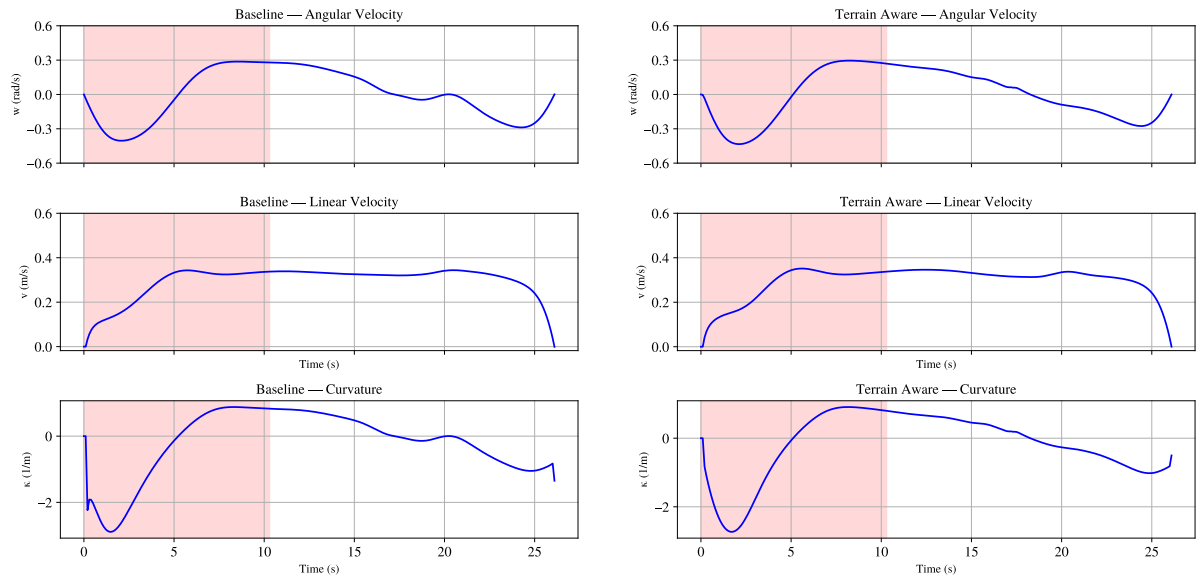 Baseline — Angular Velocity
0.6
0.3
0.0
−0.3
−0.6
w (rad/s)
Terrain Aware — Angular Velocity
0.6
0.3
0.0
−0.3
−0.6
w (rad/s)
Baseline — Linear Velocity
0.6
0.4
0.2
0.0
v (m/s)
Time (s)
Terrain Aware — Linear Velocity
0.6
0.4
0.2
0.0
v (m/s)
Time (s)
Baseline — Curvature
0
−2
κ (1/m)
0 5 10 15 20 25
Time (s)
Terrain Aware — Curvature
0
−2
κ (1/m)
0 5 10 15 20 25
Time (s)